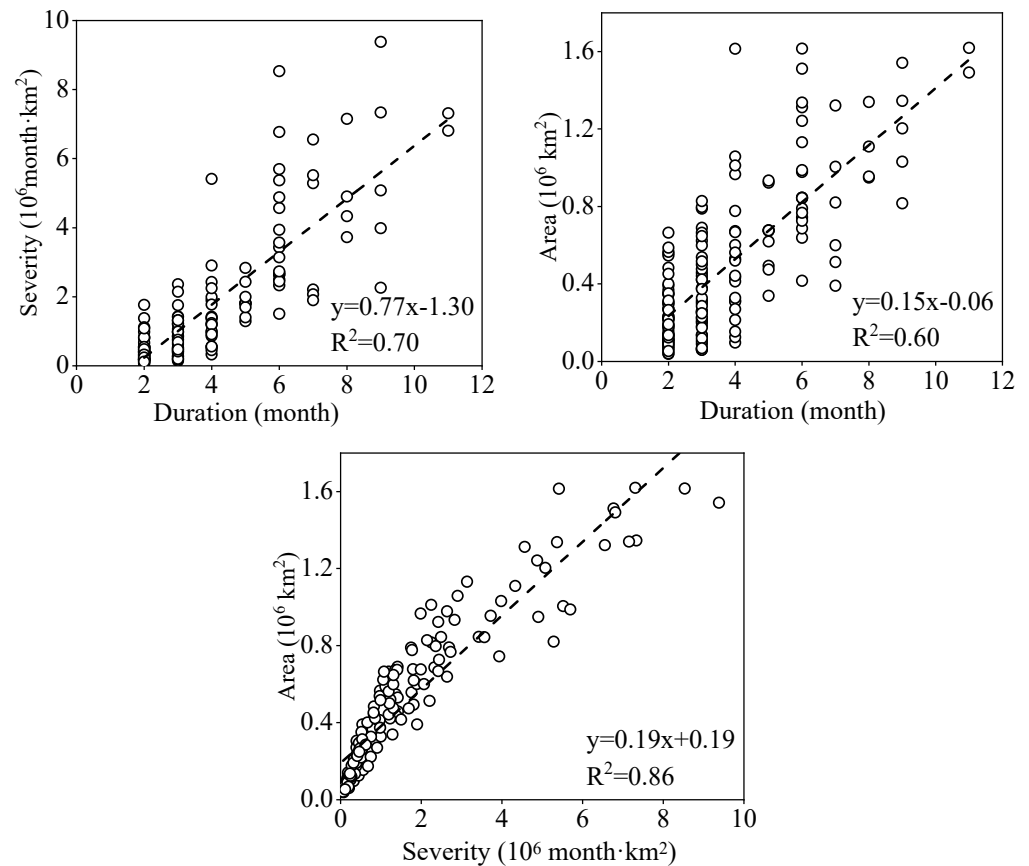 10
8
6
4
2
0
Severity (10⁶month·km²)
y=0.77x-1.30
R²=0.70
0 2 4 6 8 10 12
Duration (month)
1.6
1.2
0.8
0.4
0.0
Area (10⁶ km²)
y=0.15x-0.06
R²=0.60
0 2 4 6 8 10 12
Duration (month)
1.6
1.2
0.8
0.4
0.0
Area (10⁶ km²)
y=0.19x+0.19
R²=0.86
0 2 4 6 8 10
Severity (10⁶ month·km²)